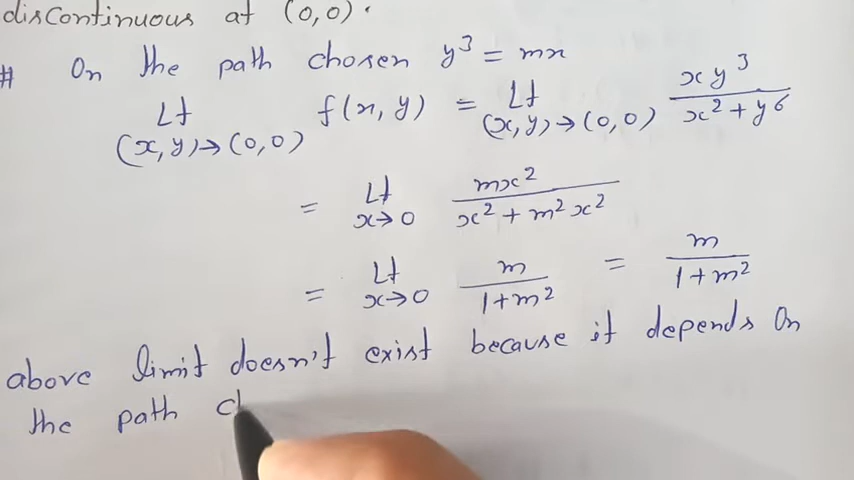 discontinuous at (0,0).
# On the path chosen y³ = mx
Lt (x,y)→(0,0) f(x,y) = Lt (x,y)→(0,0) xy³/x²+y⁶
= Lt x→0 mx²/x²+m²x²
= Lt x→0 m/1+m² = m/1+m²
above limit doesn't exist because it depends On
the path c